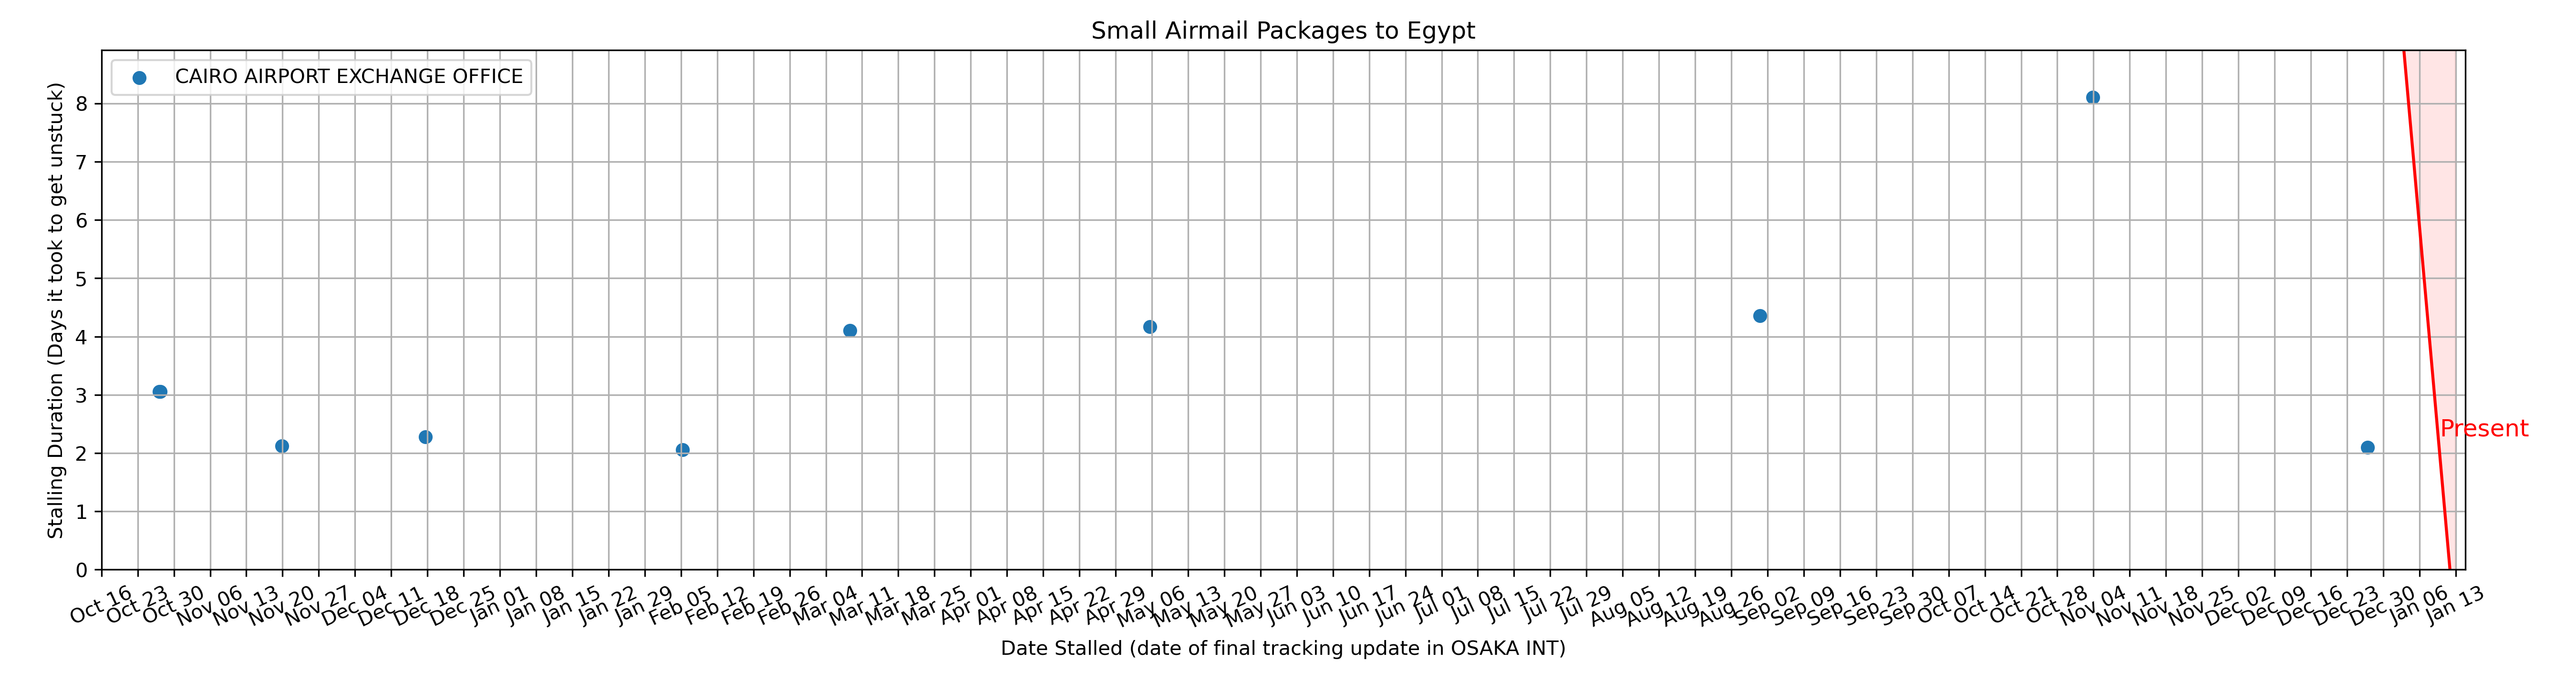 Small Airmail Packages to Egypt
CAIRO AIRPORT EXCHANGE OFFICE
Stalling Duration (Days it took to get unstuck)
8
7
6
5
4
3
2
1
0
Present
Oct 16
Oct 23
Oct 30
Nov 06
Nov 13
Nov 20
Nov 27
Dec 04
Dec 11
Dec 18
Dec 25
Jan 01
Jan 08
Jan 15
Jan 22
Jan 29
Feb 05
Feb 12
Feb 19
Feb 26
Mar 04
Mar 11
Mar 18
Mar 25
Apr 01
Apr 08
Apr 15
Apr 22
Apr 29
May 06
May 13
May 20
May 27
Jun 03
Jun 10
Jun 17
Jun 24
Jul 01
Jul 08
Jul 15
Jul 22
Jul 29
Aug 05
Aug 12
Aug 19
Aug 26
Sep 02
Sep 09
Sep 16
Sep 23
Sep 30
Oct 07
Oct 14
Oct 21
Oct 28
Nov 04
Nov 11
Nov 18
Nov 25
Dec 02
Dec 09
Dec 16
Dec 23
Dec 30
Jan 06
Jan 13
Date Stalled (date of final tracking update in OSAKA INT)